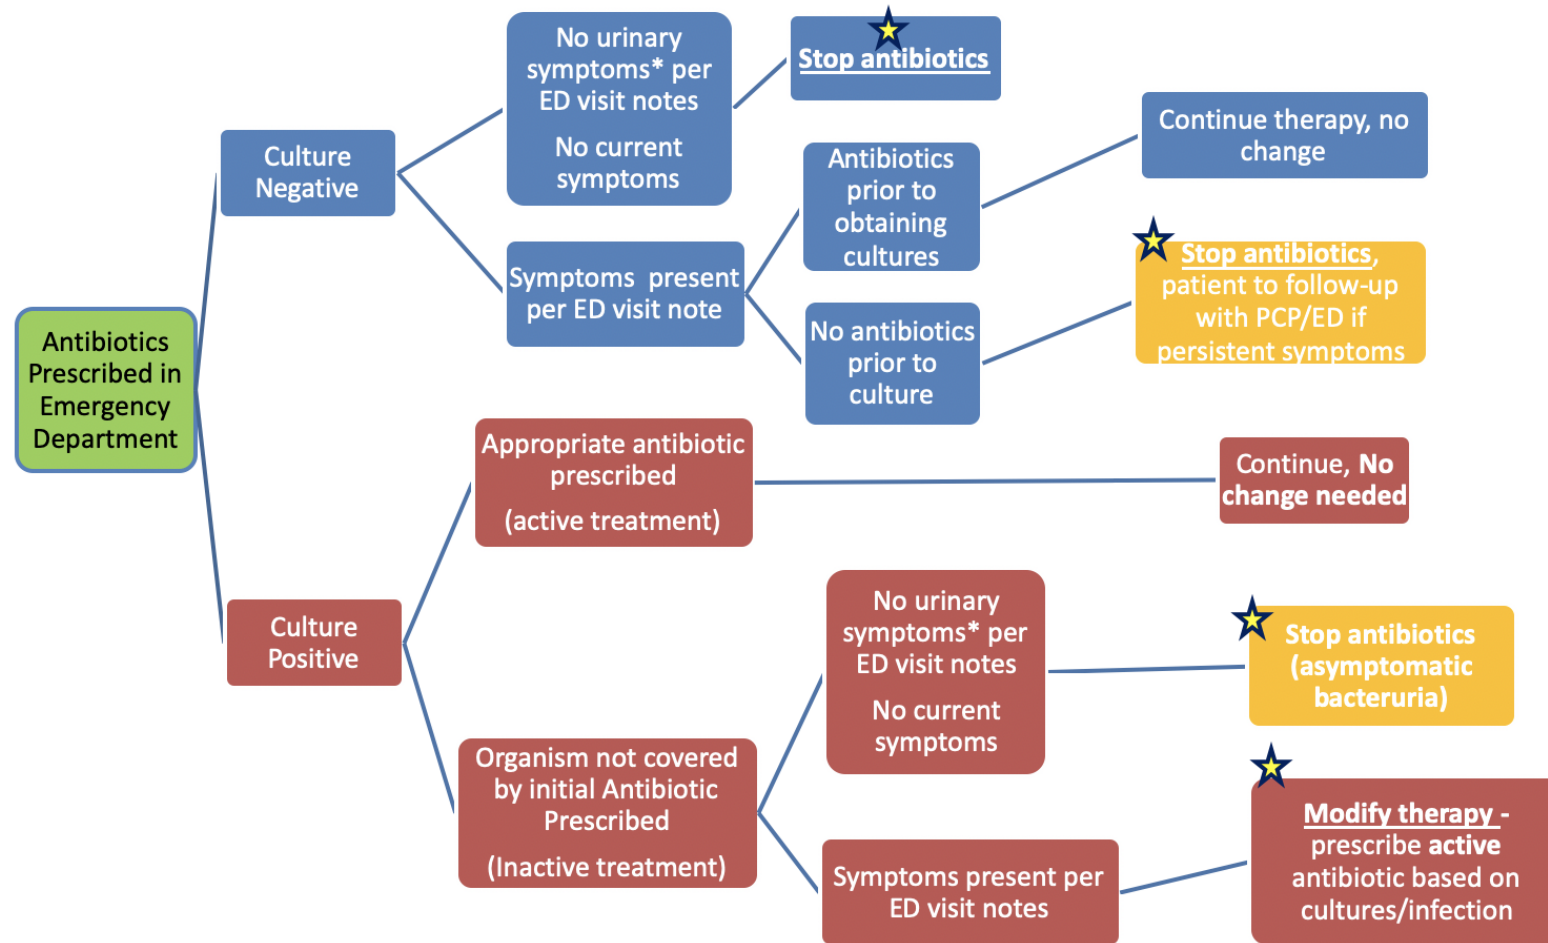 Antibiotics
Prescribed in
Emergency
Department
Culture
Negative
No urinary
symptoms* per
ED visit notes
No current
symptoms
Stop antibiotics
Symptoms present
per ED visit note
Antibiotics
prior to
obtaining
cultures
Continue therapy, no
change
No antibiotics
prior to
culture
Stop antibiotics,
patient to follow-up
with PCP/ED if
persistent symptoms
Culture
Positive
Appropriate antibiotic
prescribed
(active treatment)
Continue, No
change needed
Organism not covered
by initial Antibiotic
Prescribed
(Inactive treatment)
No urinary
symptoms* per
ED visit notes
No current
symptoms
Stop antibiotics
(asymptomatic
bacteruria)
Symptoms present per
ED visit notes
Modify therapy -
prescribe active
antibiotic based on
cultures/infection